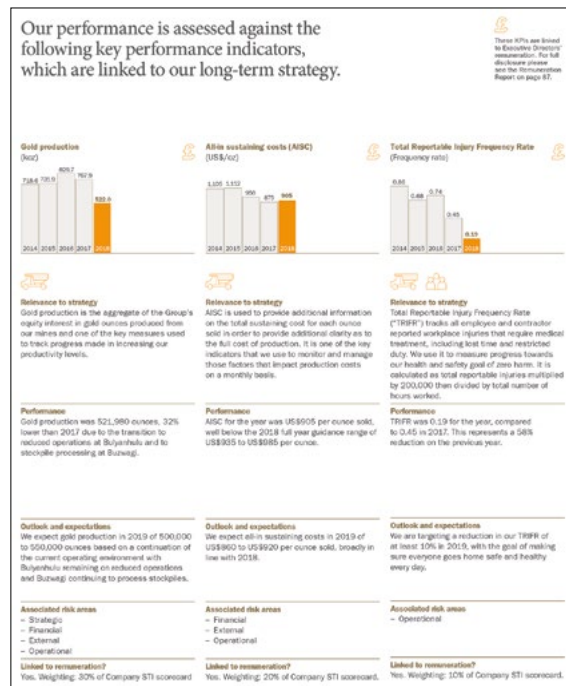 Our performance is assessed against the
following key performance indicators,
which are linked to our long-term strategy.
These KPIs are linked
to Executive Directors'
remuneration. For full
disclosure please
see the Remuneration
Report on page 87.
Gold production
(koz)
718.6
731.9
829.7
767.9
522.0
2014
2015
2016
2017
2018
Relevance to strategy
Gold production is the aggregate of the Group's
equity interest in gold ounces produced from
our mines and one of the key measures used
to track progress made in increasing our
productivity levels.
Performance
Gold production was 521,980 ounces, 32%
lower than 2017 due to the transition to
reduced operations at Bulyanhulu and to
stockpile processing at Buzwagi.
Outlook and expectations
We expect gold production in 2019 of 500,000
to 550,000 ounces based on a continuation of
the current operating environment with
Bulyanhulu remaining on reduced operations
and Buzwagi continuing to process stockpiles.
Associated risk areas
– Strategic
– Financial
– External
– Operational
Linked to remuneration?
Yes. Weighting: 30% of Company STI scorecard
All-in sustaining costs (AISC)
(US$/oz)
1,105
1,112
958
875
905
2014
2015
2016
2017
2018
Relevance to strategy
AISC is used to provide additional information
on the total sustaining cost for each ounce
sold in order to provide additional clarity as to
the full cost of production. It is one of the key
indicators that we use to monitor and manage
those factors that impact production costs
on a monthly basis.
Performance
AISC for the year was US$905 per ounce sold,
well below the 2018 full year guidance range of
US$935 to US$985 per ounce.
Outlook and expectations
We expect all-in sustaining costs in 2019 of
US$860 to US$920 per ounce sold, broadly in
line with 2018.
Associated risk areas
– Financial
– External
– Operational
Linked to remuneration?
Yes. Weighting: 20% of Company STI scorecard.
Total Reportable Injury Frequency Rate
(Frequency rate)
0.86
0.68
0.74
0.45
0.19
2014
2015
2016
2017
2018
Relevance to strategy
Total Reportable Injury Frequency Rate
("TRIFR") tracks all employee and contractor
reported workplace injuries that require medical
treatment, including lost time and restricted
duty. We use it to measure progress towards
our health and safety goal of zero harm. It is
calculated as total reportable injuries multiplied
by 200,000 then divided by total number of
hours worked.
Performance
TRIFR was 0.19 for the year, compared
to 0.45 in 2017. This represents a 58%
reduction on the previous year.
Outlook and expectations
We are targeting a reduction in our TRIFR of
at least 10% in 2019, with the goal of making
sure everyone goes home safe and healthy
every day.
Associated risk areas
– Operational
Linked to remuneration?
Yes. Weighting: 10% of Company STI scorecard.